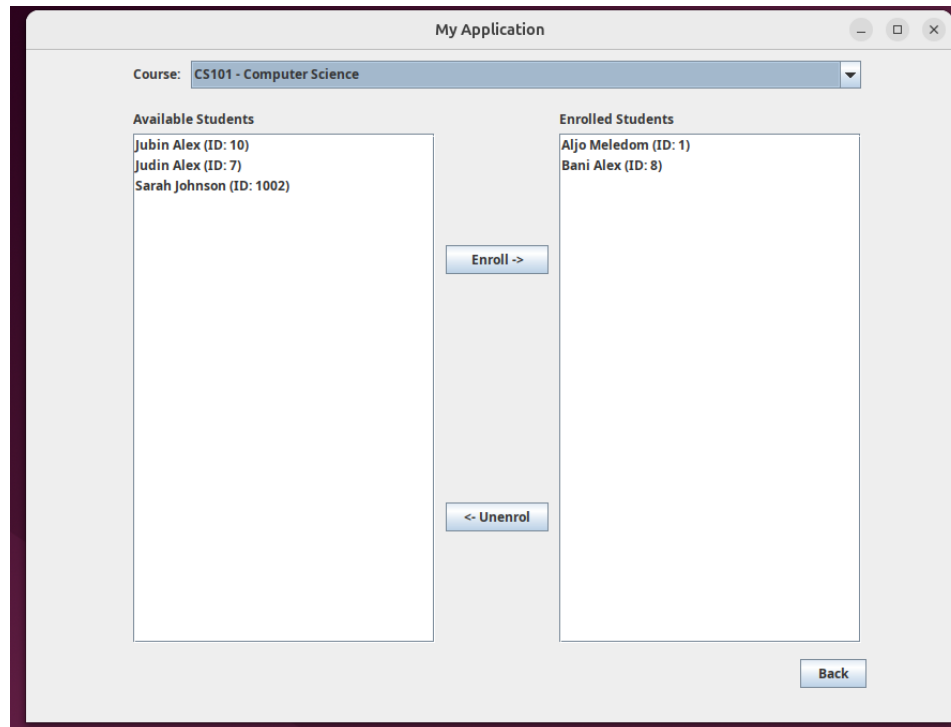 My Application
Course: CS101 - Computer Science
Available Students
Jubin Alex (ID: 10)
Judin Alex (ID: 7)
Sarah Johnson (ID: 1002)
Enroll ->
<- Unenrol
Enrolled Students
Aljo Meledom (ID: 1)
Bani Alex (ID: 8)
Back